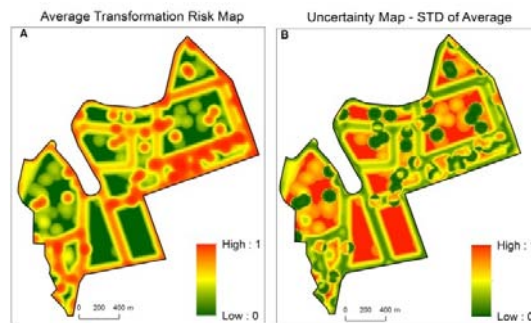 Average Transformation Risk Map
A
High : 1
Low : 0
0 200 400 m
Uncertainty Map - STD of Average
B
High :
Low : 0
0 200 400 m